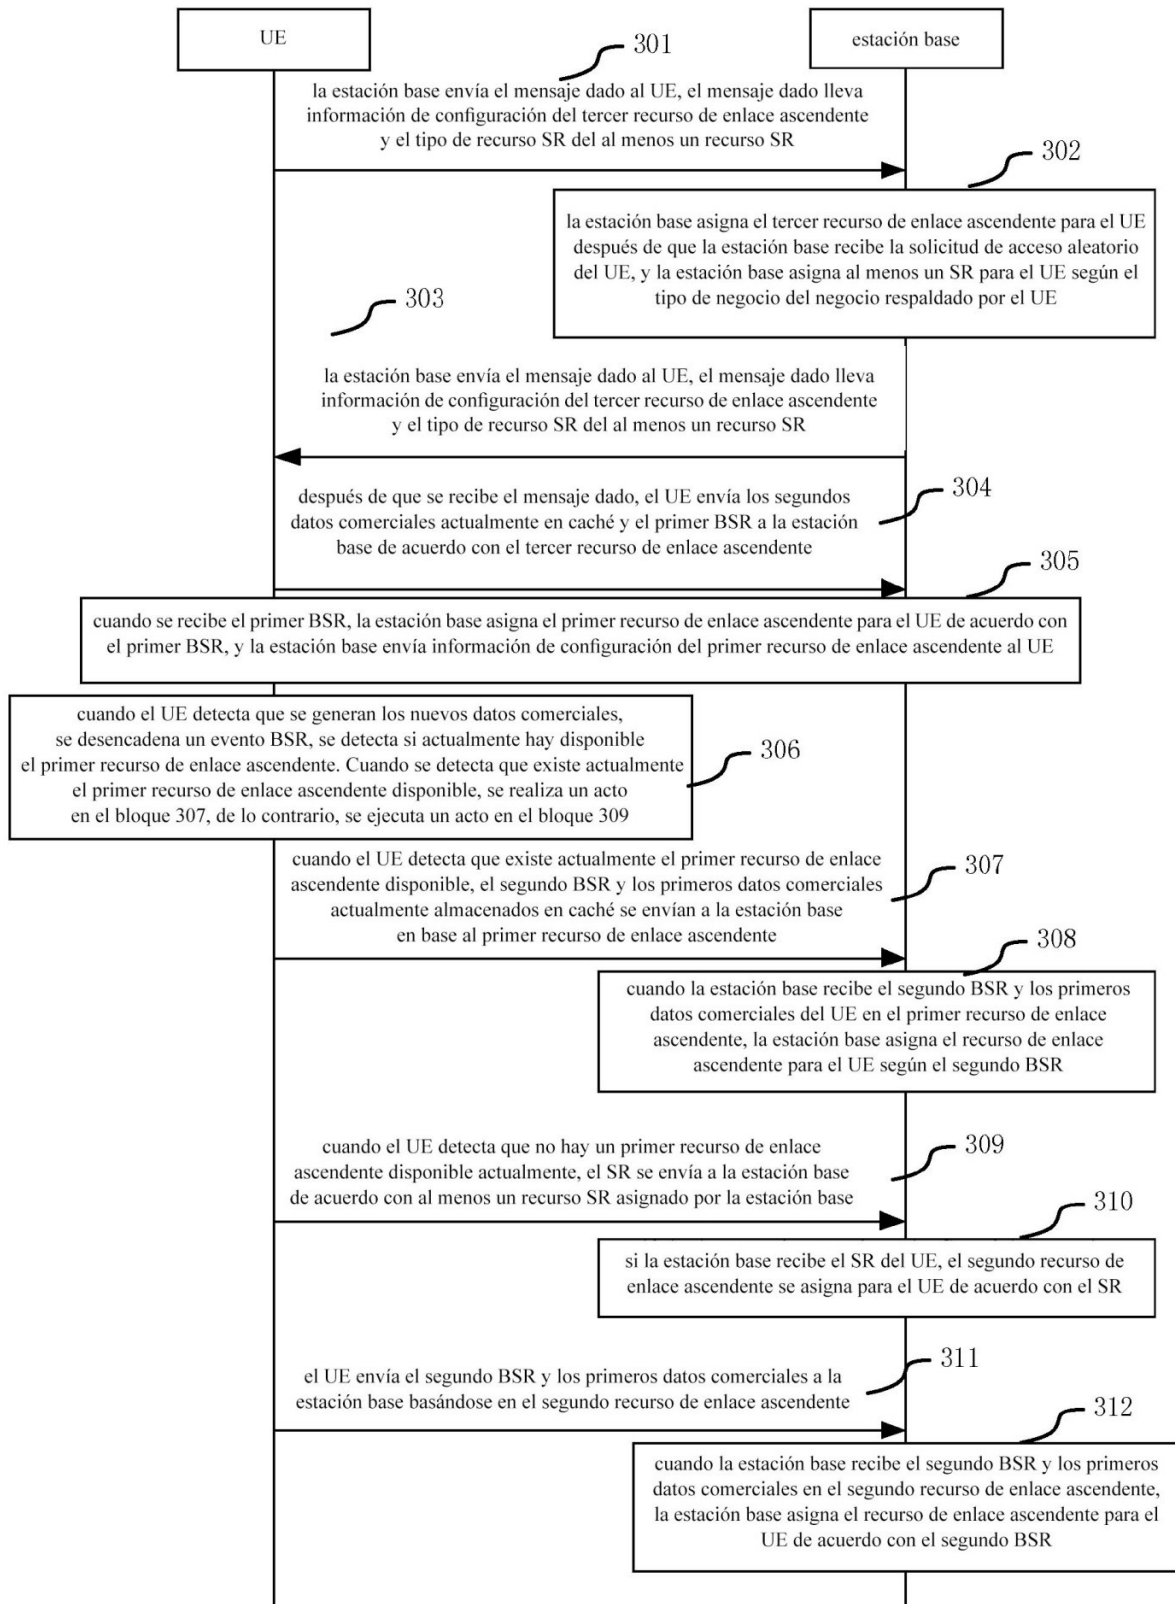 UE
estación base
301
la estación base envía el mensaje dado al UE, el mensaje dado lleva
información de configuración del tercer recurso de enlace ascendente
y el tipo de recurso SR del al menos un recurso SR
302
la estación base asigna el tercer recurso de enlace ascendente para el UE
después de que la estación base recibe la solicitud de acceso aleatorio
del UE, y la estación base asigna al menos un SR para el UE según el
tipo de negocio del negocio respaldado por el UE
303
la estación base envía el mensaje dado al UE, el mensaje dado lleva
información de configuración del tercer recurso de enlace ascendente
y el tipo de recurso SR del al menos un recurso SR
304
después de que se recibe el mensaje dado, el UE envía los segundos
datos comerciales actualmente en caché y el primer BSR a la estación
base de acuerdo con el tercer recurso de enlace ascendente
305
cuando se recibe el primer BSR, la estación base asigna el primer recurso de enlace ascendente para el UE de acuerdo con
el primer BSR, y la estación base envía información de configuración del primer recurso de enlace ascendente al UE
306
cuando el UE detecta que se generan los nuevos datos comerciales,
se desencadena un evento BSR, se detecta si actualmente hay disponible
el primer recurso de enlace ascendente. Cuando se detecta que existe actualmente
el primer recurso de enlace ascendente disponible, se realiza un acto
en el bloque 307, de lo contrario, se ejecuta un acto en el bloque 309
307
cuando el UE detecta que existe actualmente el primer recurso de enlace
ascendente disponible, el segundo BSR y los primeros datos comerciales
actualmente almacenados en caché se envían a la estación base
en base al primer recurso de enlace ascendente
308
cuando la estación base recibe el segundo BSR y los primeros
datos comerciales del UE en el primer recurso de enlace
ascendente, la estación base asigna el recurso de enlace
ascendente para el UE según el segundo BSR
309
cuando el UE detecta que no hay un primer recurso de enlace
ascendente disponible actualmente, el SR se envía a la estación base
de acuerdo con al menos un recurso SR asignado por la estación base
310
si la estación base recibe el SR del UE, el segundo recurso de
enlace ascendente se asigna para el UE de acuerdo con el SR
311
el UE envía el segundo BSR y los primeros datos comerciales a la
estación base basándose en el segundo recurso de enlace ascendente
312
cuando la estación base recibe el segundo BSR y los primeros
datos comerciales en el segundo recurso de enlace ascendente,
la estación base asigna el recurso de enlace ascendente para el
UE de acuerdo con el segundo BSR